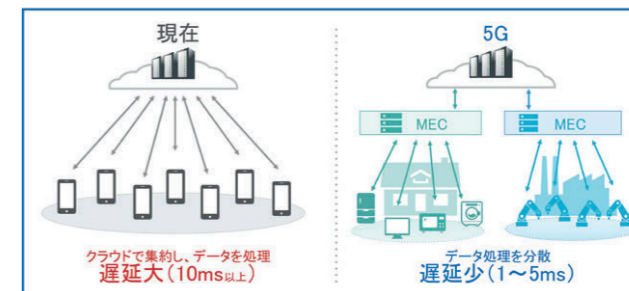 現在
クラウドで集約し、データを処理
遅延大(10ms以上)
5G
MEC
MEC
データ処理を分散
遅延少(1~5ms)